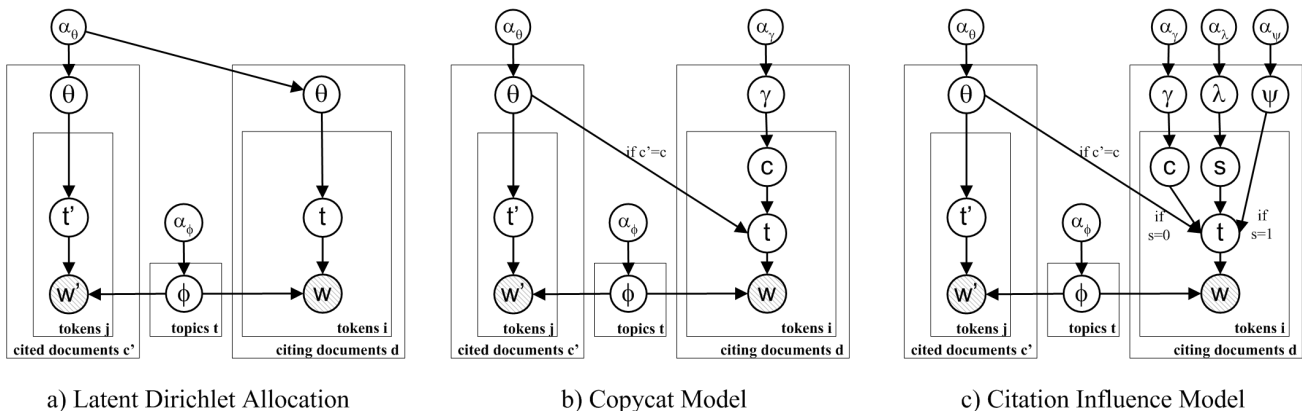 α_θ
θ
θ
t'
t
α_ϕ
w'
ϕ
w
tokens j
topics t
tokens i
cited documents c'
citing documents d
a) Latent Dirichlet Allocation
α_θ
α_γ
θ
γ
if c'=c
c
t'
α_ϕ
t
w'
ϕ
w
tokens j
topics t
tokens i
cited documents c'
citing documents d
b) Copycat Model
α_θ
α_γ
α_λ
α_ψ
θ
γ
λ
ψ
if c'=c
c
s
t'
α_ϕ
if
s=0
t
if
s=1
w'
ϕ
w
tokens j
topics t
tokens i
cited documents c'
citing documents d
c) Citation Influence Model